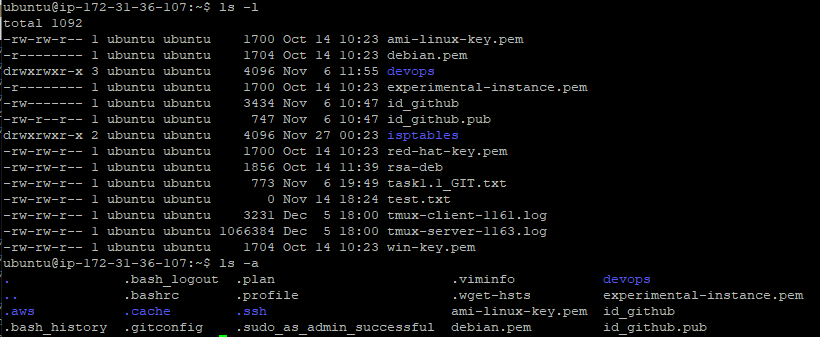 ubuntu@ip-172-31-36-107:~$ ls -l
total 1092
-rw-rw-r-- 1 ubuntu ubuntu    1700 Oct 14 10:23 ami-linux-key.pem
-r-------- 1 ubuntu ubuntu    1704 Oct 14 10:23 debian.pem
drwxrwxr-x 3 ubuntu ubuntu    4096 Nov  6 11:55 devops
-r-------- 1 ubuntu ubuntu    1700 Oct 14 10:23 experimental-instance.pem
-rw------- 1 ubuntu ubuntu    3434 Nov  6 10:47 id_github
-rw-r--r-- 1 ubuntu ubuntu     747 Nov  6 10:47 id_github.pub
drwxrwxr-x 2 ubuntu ubuntu    4096 Nov 27 00:23 isptables
-rw-rw-r-- 1 ubuntu ubuntu    1700 Oct 14 10:23 red-hat-key.pem
-rw-rw-r-- 1 ubuntu ubuntu    1856 Oct 14 11:39 rsa-deb
-rw-rw-r-- 1 ubuntu ubuntu     773 Nov  6 19:49 task1.1_GIT.txt
-rw-rw-r-- 1 ubuntu ubuntu       0 Nov 14 18:24 test.txt
-rw-rw-r-- 1 ubuntu ubuntu    3231 Dec  5 18:00 tmux-client-1161.log
-rw-rw-r-- 1 ubuntu ubuntu 1066384 Dec  5 18:00 tmux-server-1163.log
-rw-rw-r-- 1 ubuntu ubuntu    1704 Oct 14 10:23 win-key.pem
ubuntu@ip-172-31-36-107:~$ ls -a
.              .bash_logout  .plan                      .viminfo           devops
..             .bashrc       .profile                   .wget-hsts         experimental-instance.pem
.aws           .cache        .ssh                       ami-linux-key.pem  id_github
.bash_history  .gitconfig    .sudo_as_admin_successful  debian.pem         id_github.pub